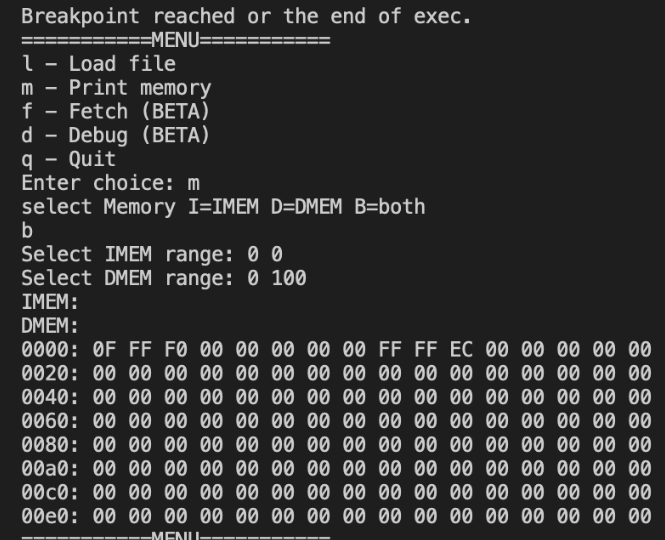 Breakpoint reached or the end of exec.
===========MENU===========
l - Load file
m - Print memory
f - Fetch (BETA)
d - Debug (BETA)
q - Quit
Enter choice: m
select Memory I=IMEM D=DMEM B=both
b
Select IMEM range: 0 0
Select DMEM range: 0 100
IMEM:
DMEM:
0000: 0F FF F0 00 00 00 00 00 FF FF EC 00 00 00 00 00
0020: 00 00 00 00 00 00 00 00 00 00 00 00 00 00 00 00
0040: 00 00 00 00 00 00 00 00 00 00 00 00 00 00 00 00
0060: 00 00 00 00 00 00 00 00 00 00 00 00 00 00 00 00
0080: 00 00 00 00 00 00 00 00 00 00 00 00 00 00 00 00
00a0: 00 00 00 00 00 00 00 00 00 00 00 00 00 00 00 00
00c0: 00 00 00 00 00 00 00 00 00 00 00 00 00 00 00 00
00e0: 00 00 00 00 00 00 00 00 00 00 00 00 00 00 00 00
===========MENU===========